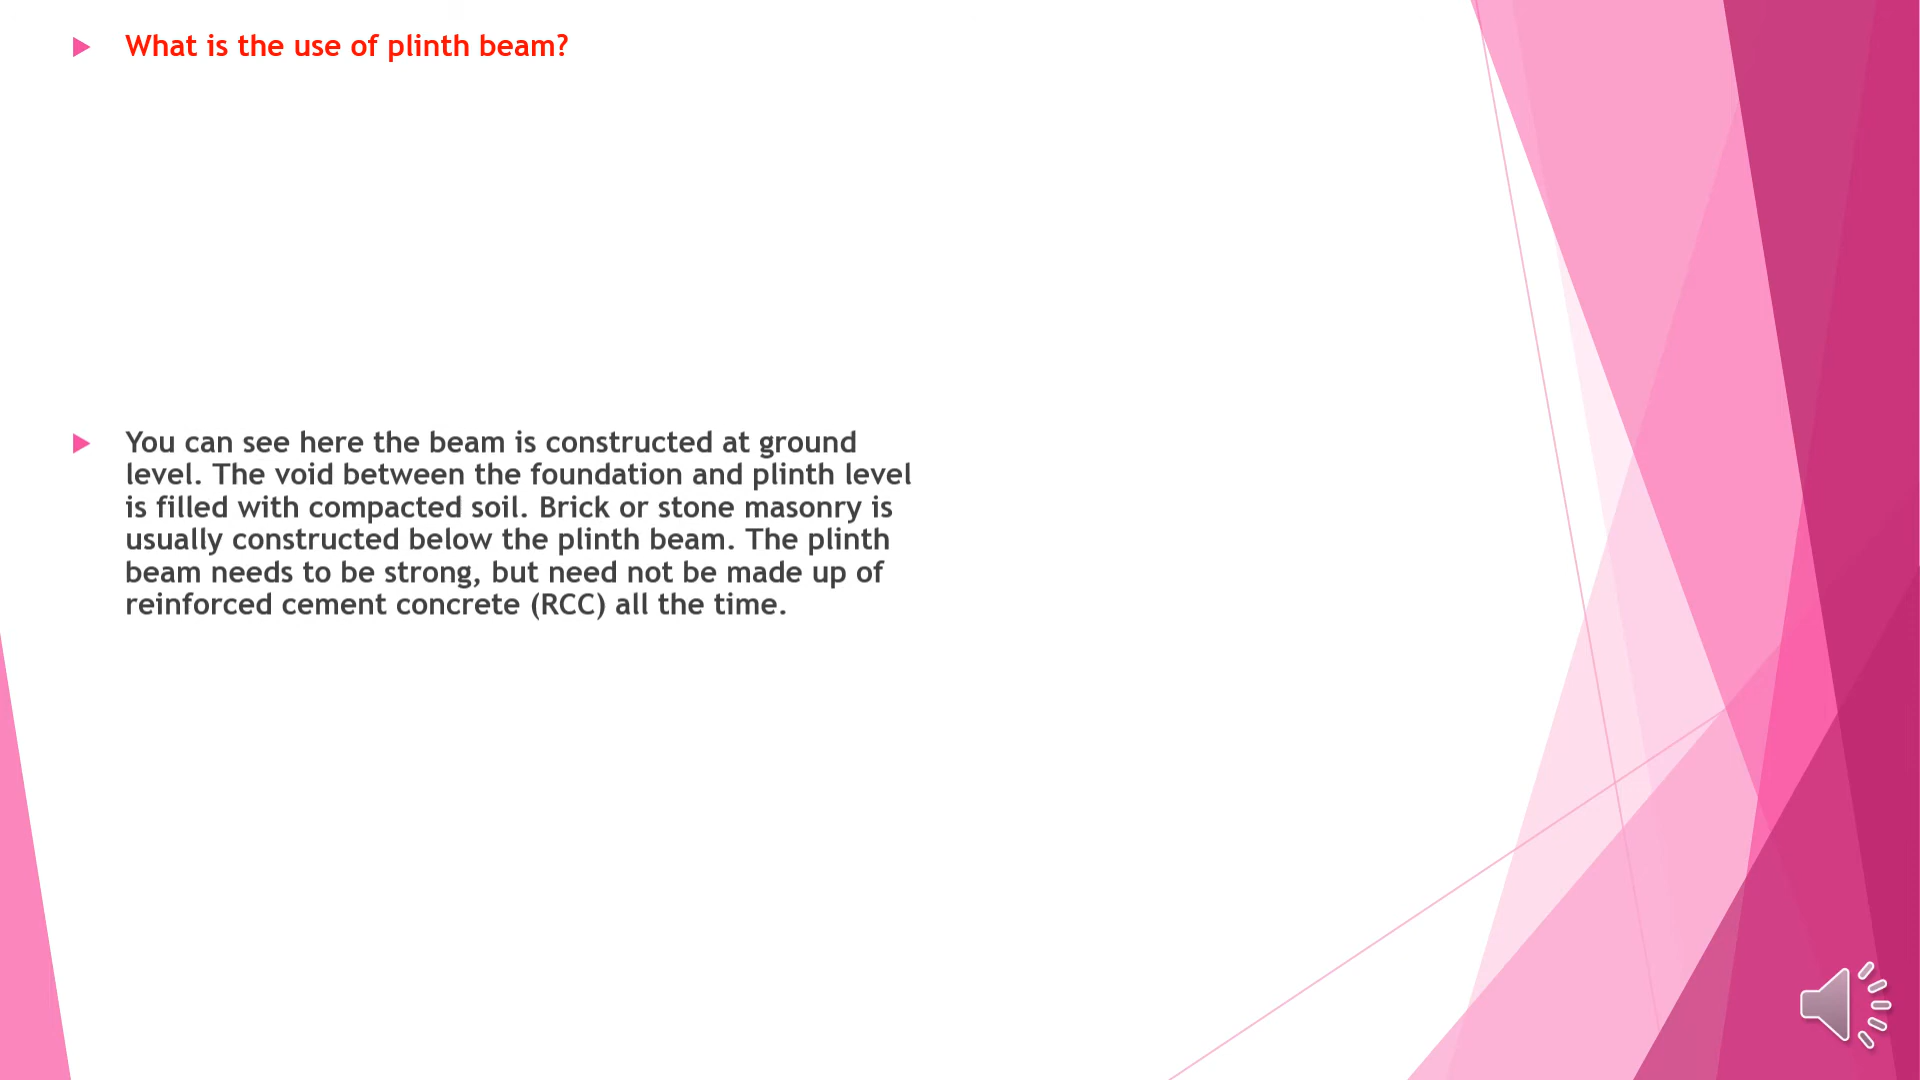 What is the use of plinth beam?
You can see here the beam is constructed at ground
level. The void between the foundation and plinth level
is filled with compacted soil. Brick or stone masonry is
usually constructed below the plinth beam. The plinth
beam needs to be strong, but need not be made up of
reinforced cement concrete (RCC) all the time.